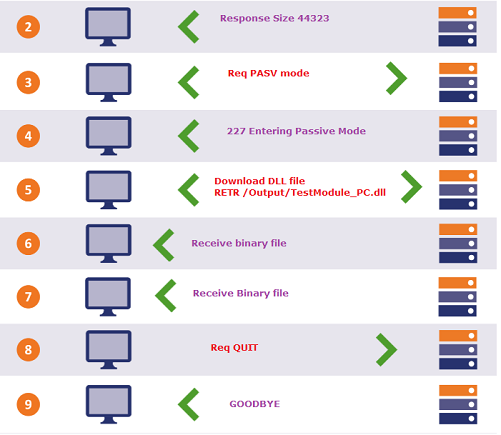 2 Response Size 44323
3 Req PASV mode
4 227 Entering Passive Mode
5 Download DLL file
RETR /Output/TestModule_PC.dll
6 Receive binary file
7 Receive Binary file
8 Req QUIT
9 GOODBYE